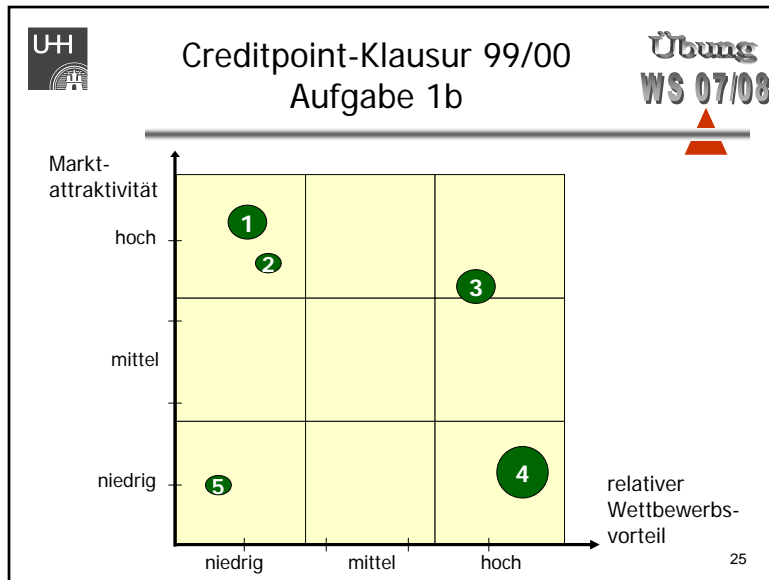 UHH
Creditpoint-Klausur 99/00
Aufgabe 1b
Übung
WS 07/08
Markt-
attraktivität
hoch
mittel
niedrig
1
2
3
4
5
niedrig
mittel
hoch
relativer
Wettbewerbs-
vorteil
25